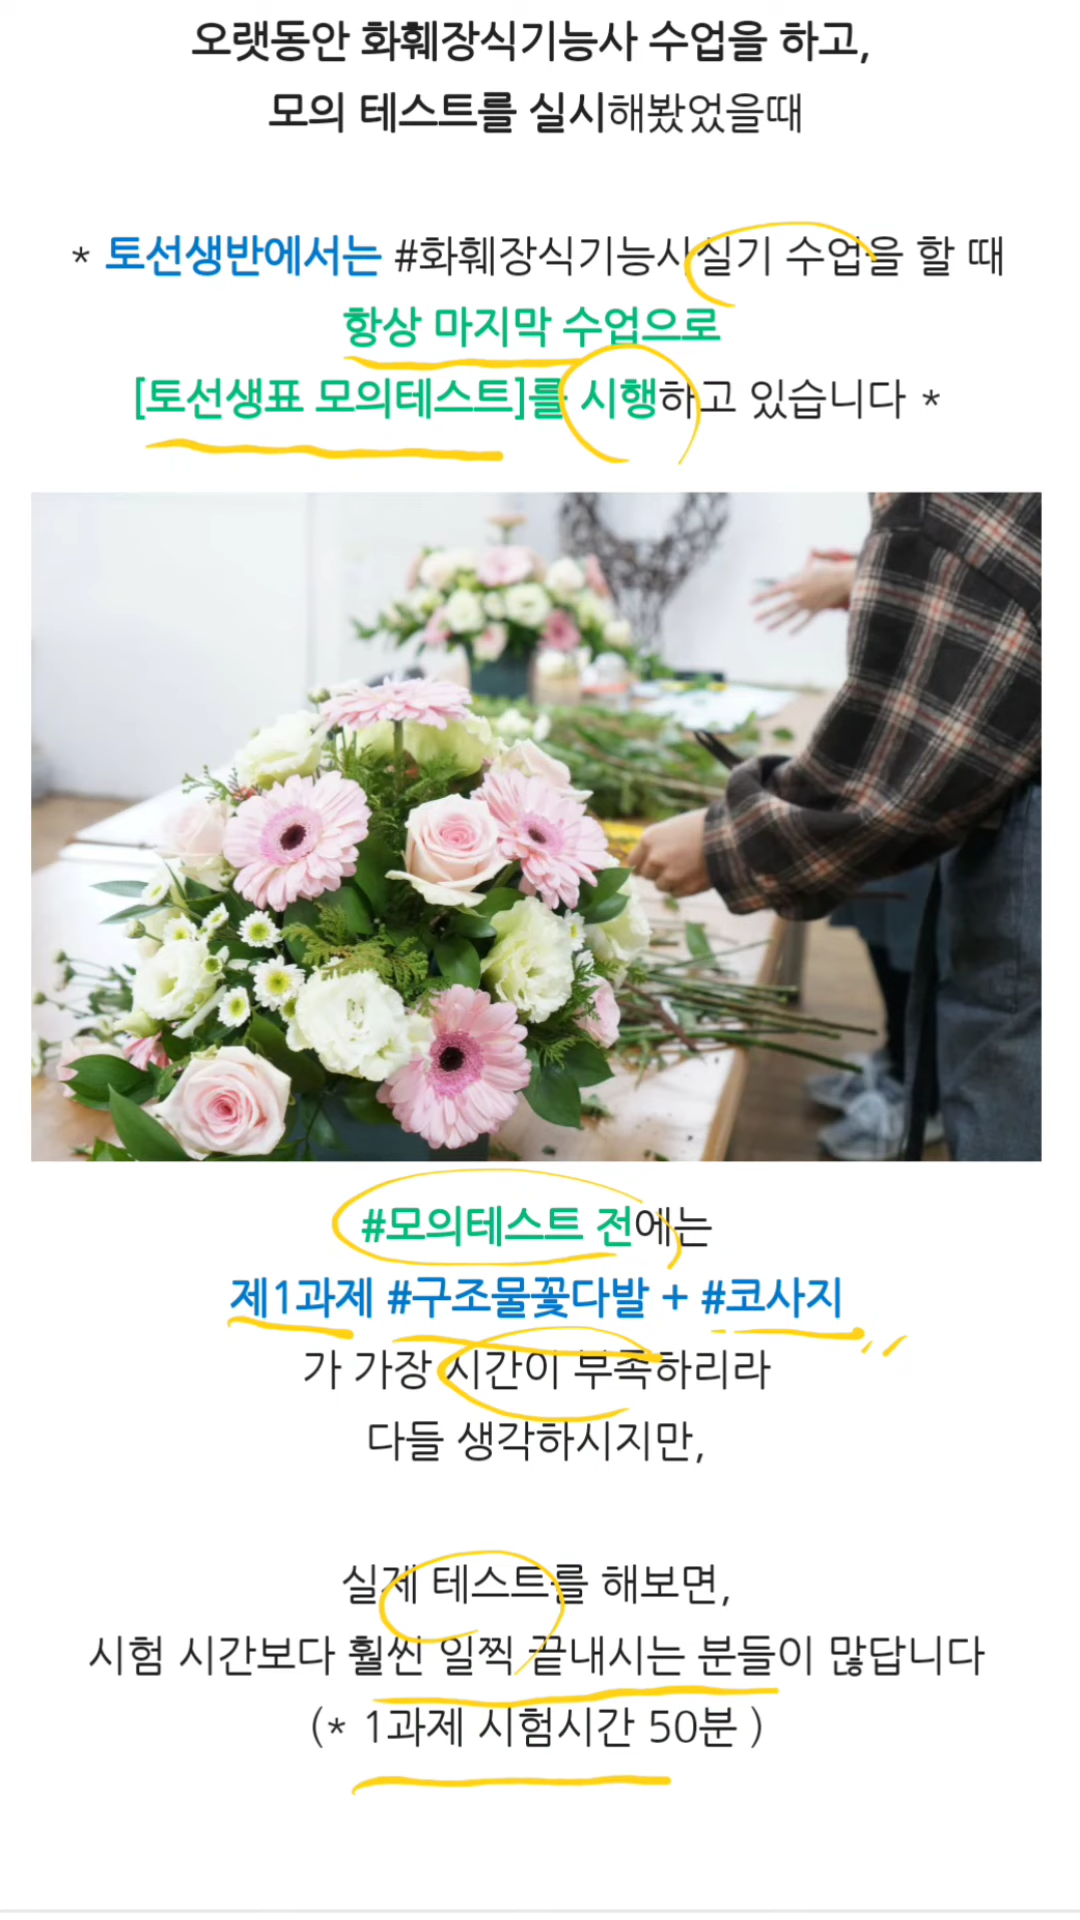 오랫동안 화훼장식기능사 수업을 하고,
모의 테스트를 실시해봤었을때
* 토선생반에서는 #화훼장식기능사실기 수업을 할 때
항상 마지막 수업으로
[토선생표 모의테스트]를 시행하고 있습니다 *
#모의테스트 전에는
제1과제 #구조물꽃다발 + #코사지
가 가장 시간이 부족하리라
다들 생각하시지만,
실제 테스트를 해보면,
시험 시간보다 훨씬 일찍 끝내시는 분들이 많답니다
(* 1과제 시험시간 50분 )